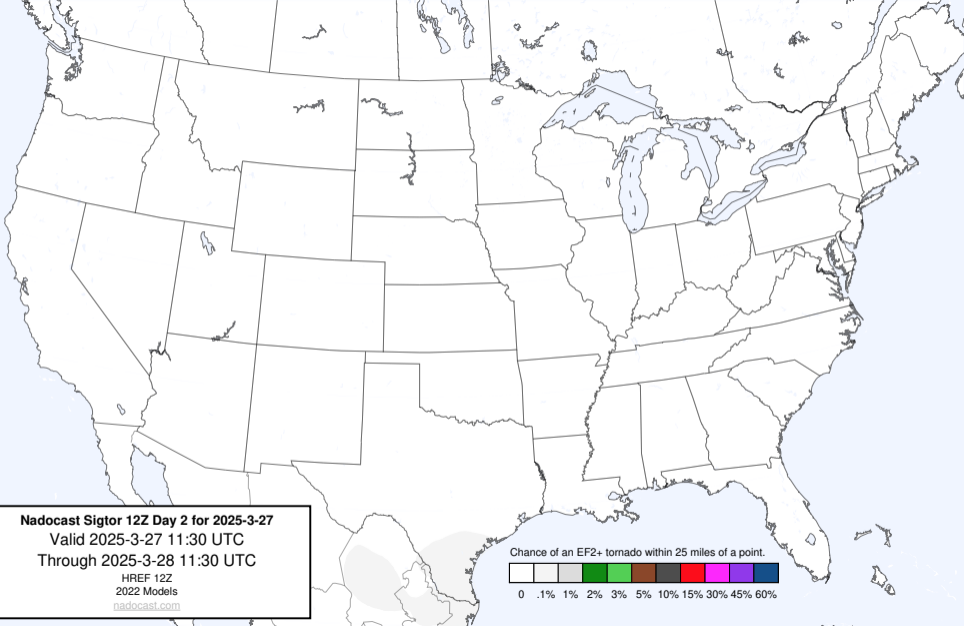 Nadocast Sigtor 12Z Day 2 for 2025-3-27
Valid 2025-3-27 11:30 UTC
Through 2025-3-28 11:30 UTC
HREF 12Z
2022 Models
nadocast.com
Chance of an EF2+ tornado within 25 miles of a point.
0 .1% 1% 2% 3% 5% 10% 15% 30% 45% 60%